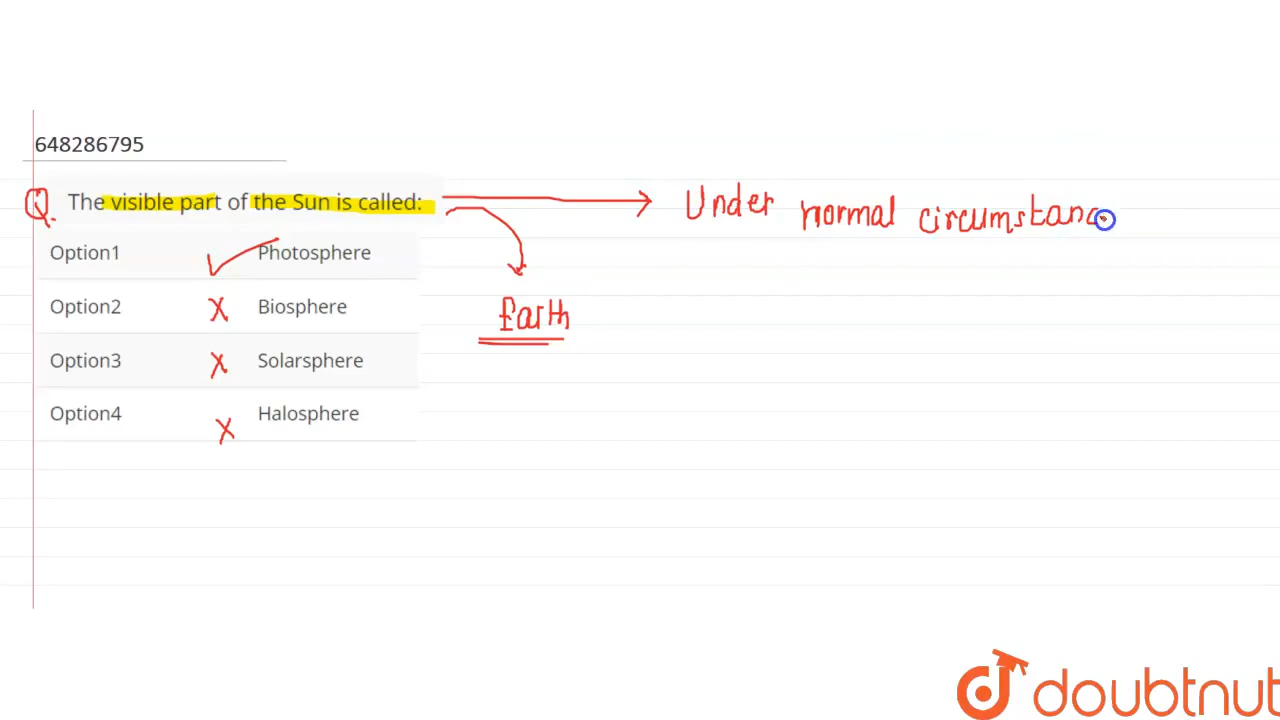 648286795
Q. The visible part of the Sun is called: Under normal circumstanc
Option1 Photosphere
Option2 Biosphere
Earth
Option3 Solarsphere
Option4 Halosphere
doubtnut